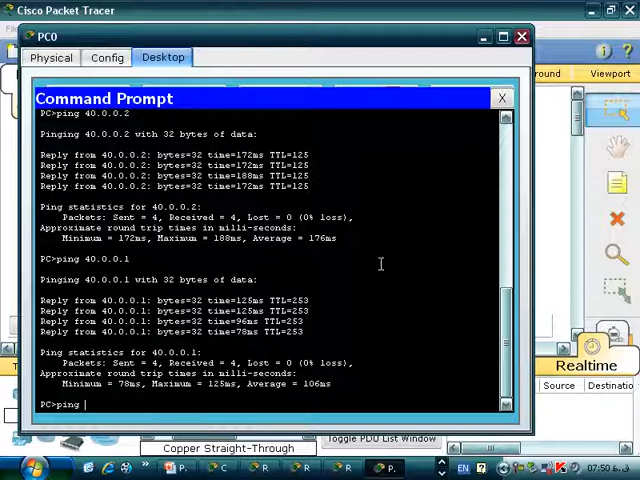 Cisco Packet Tracer
PC0
Physical
Config
Desktop
Viewport
Command Prompt
X
PC>ping 40.0.0.2
Pinging 40.0.0.2 with 32 bytes of data:
Reply from 40.0.0.2: bytes=32 time=172ms TTL=125
Reply from 40.0.0.2: bytes=32 time=172ms TTL=125
Reply from 40.0.0.2: bytes=32 time=188ms TTL=125
Reply from 40.0.0.2: bytes=32 time=172ms TTL=125
Ping statistics for 40.0.0.2:
Packets: Sent = 4, Received = 4, Lost = 0 (0% loss),
Approximate round trip times in milli-seconds:
Minimum = 172ms, Maximum = 188ms, Average = 176ms
PC>ping 40.0.0.1
Pinging 40.0.0.1 with 32 bytes of data:
Reply from 40.0.0.1: bytes=32 time=125ms TTL=253
Reply from 40.0.0.1: bytes=32 time=125ms TTL=253
Reply from 40.0.0.1: bytes=32 time=96ms TTL=253
Reply from 40.0.0.1: bytes=32 time=78ms TTL=253
Ping statistics for 40.0.0.1:
Packets: Sent = 4, Received = 4, Lost = 0 (0% loss),
Approximate round trip times in milli-seconds:
Minimum = 78ms, Maximum = 125ms, Average = 106ms
PC>ping
Realtime
Source
Destinatio
Toggle PDU List Window
Copper Straight-Through
P.
C
R
R
R
P.
EN
07:50